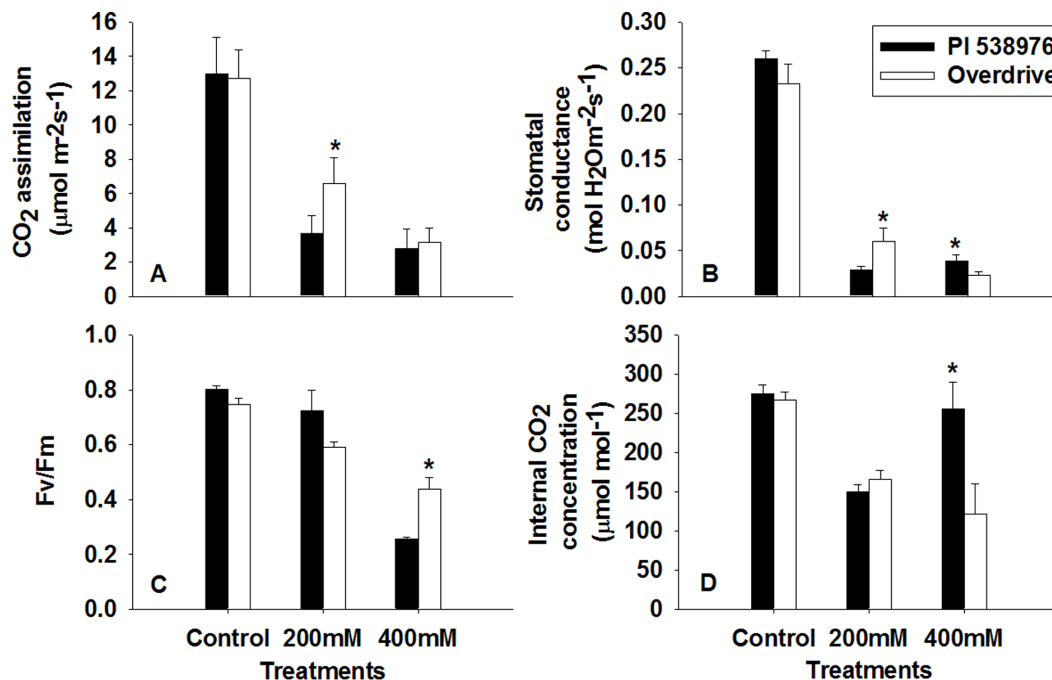 CO2 assimilation
(μmol m-2s-1)
16
14
12
10
8
6
4
2
0
*
A
Stomatal
conductance
(mol H2Om-2s-1)
0.30
0.25
0.20
0.15
0.10
0.05
0.00
*
*
B
PI 538976
Overdrive
Fv/Fm
1.0
0.8
0.6
0.4
0.2
0.0
*
C
Control 200mM 400mM
Treatments
Internal CO2
concentration
(μmol mol-1)
350
300
250
200
150
100
50
0
*
D
Control 200mM 400mM
Treatments